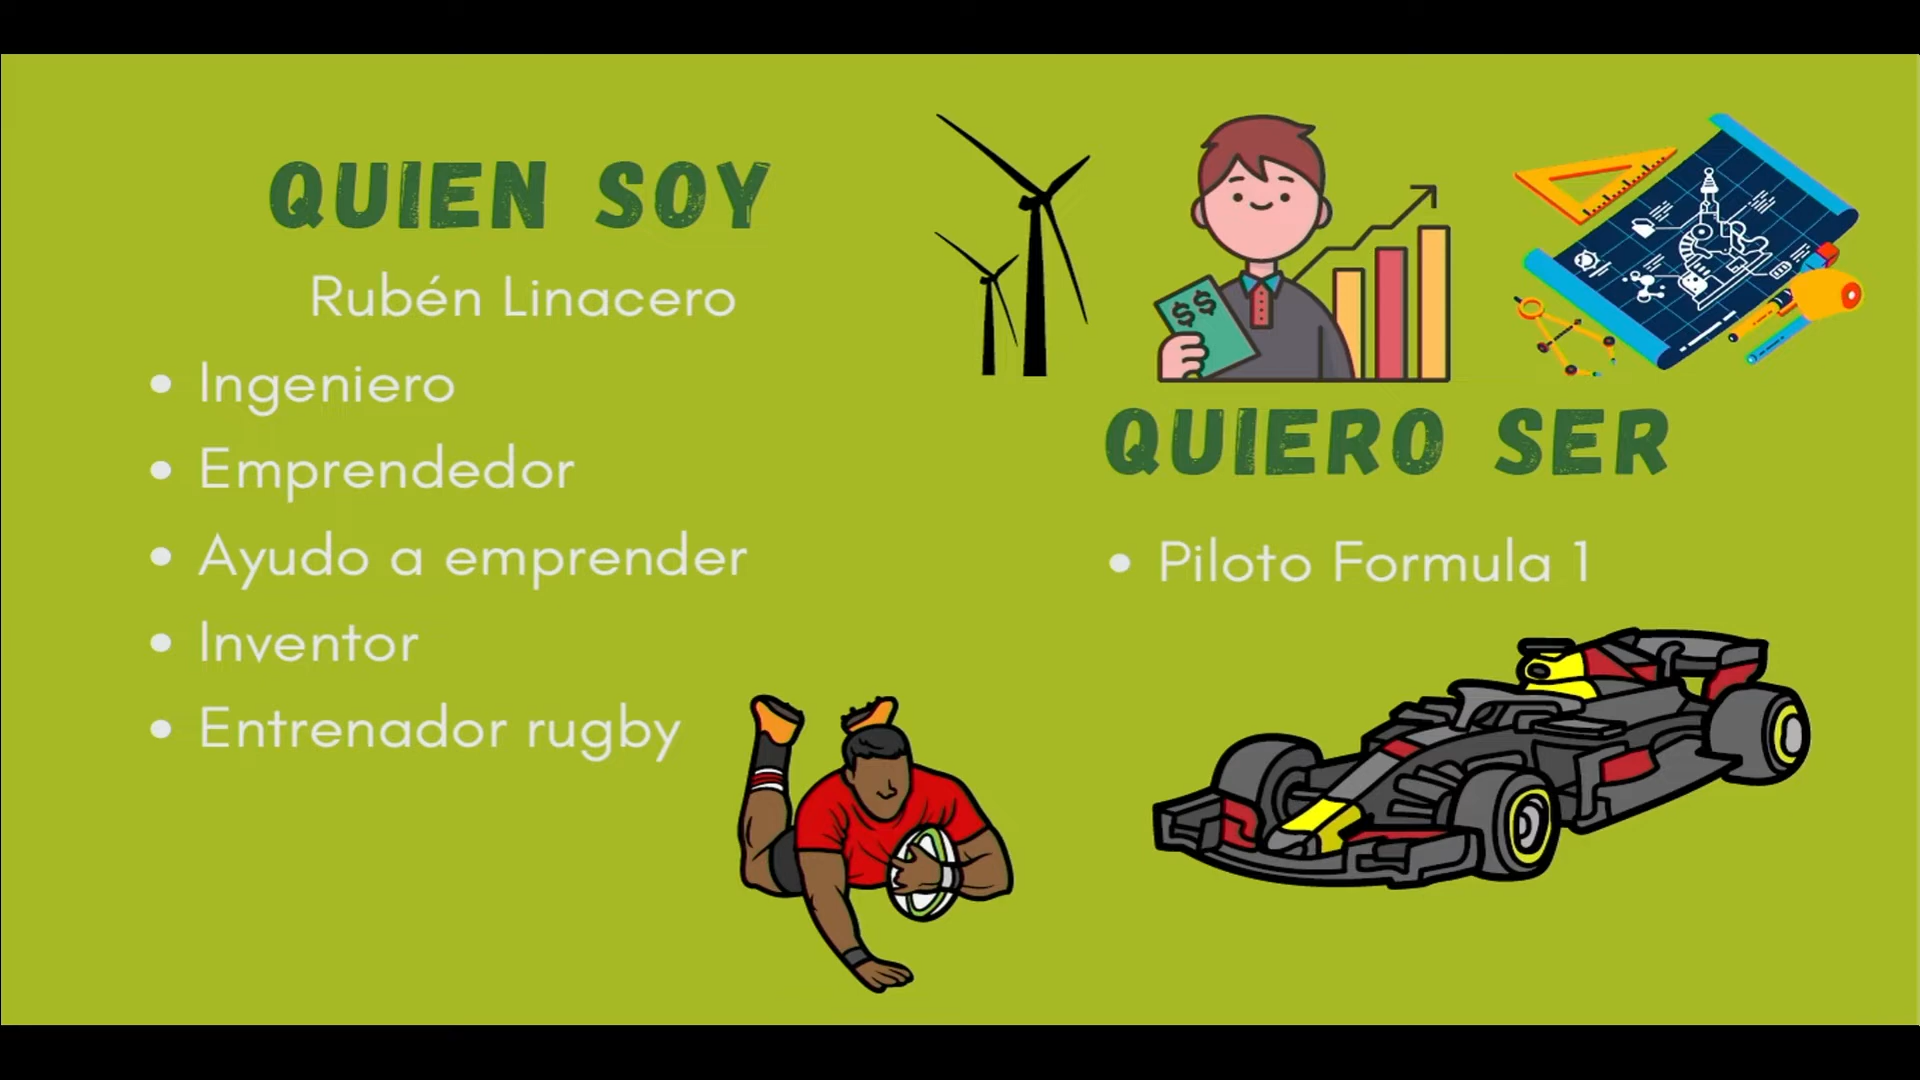 QUIEN SOY
Rubén Linacero
• Ingeniero
• Emprendedor
• Ayudo a emprender
• Inventor
• Entrenador rugby
$$
QUIERO SER
• Piloto Formula 1